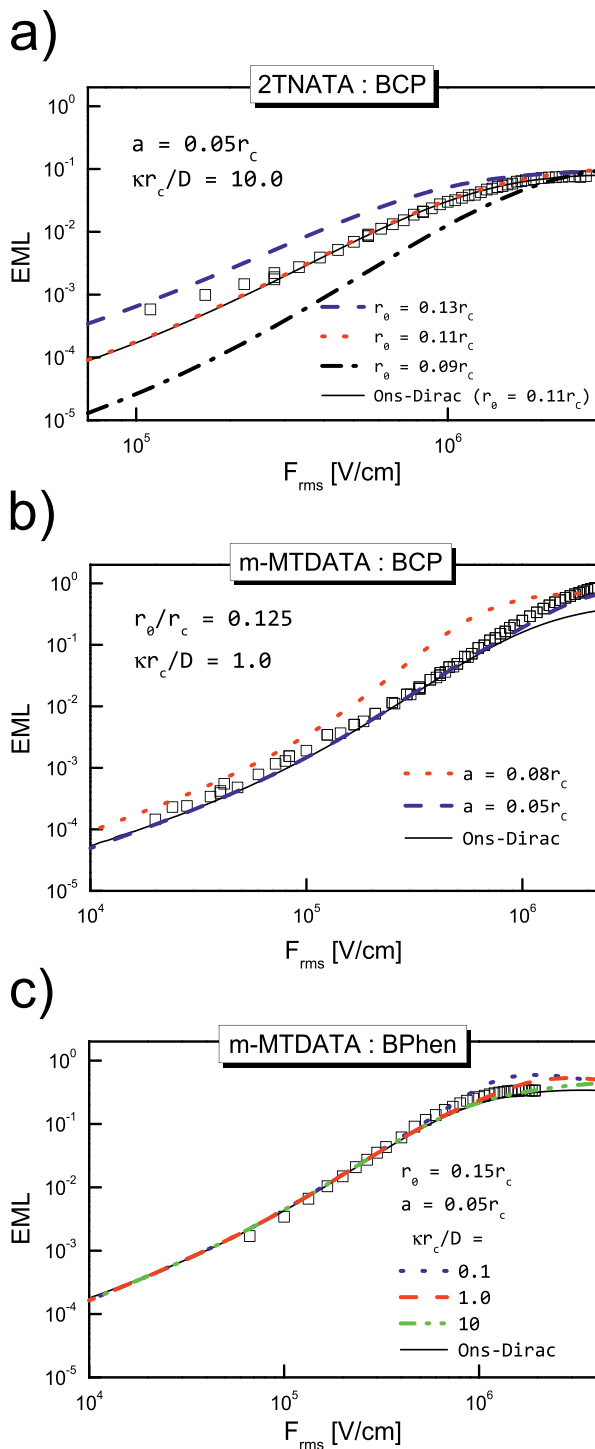 a)
2TNATA : BCP
a = 0.05r_c
κr_c/D = 10.0
10^0
10^-1
10^-2
10^-3
10^-4
10^-5
EML
r_0 = 0.13r_c
r_0 = 0.11r_c
r_0 = 0.09r_c
Ons-Dirac (r_0 = 0.11r_c)
10^5
10^6
F_rms [V/cm]
b)
m-MTDATA : BCP
r_0/r_c = 0.125
κr_c/D = 1.0
10^0
10^-1
10^-2
10^-3
10^-4
10^-5
EML
a = 0.08r_c
a = 0.05r_c
Ons-Dirac
10^4
10^5
10^6
F_rms [V/cm]
c)
m-MTDATA : BPhen
10^0
10^-1
10^-2
10^-3
10^-4
10^-5
EML
r_0 = 0.15r_c
a = 0.05r_c
κr_c/D =
0.1
1.0
10
Ons-Dirac
10^4
10^5
10^6
F_rms [V/cm]